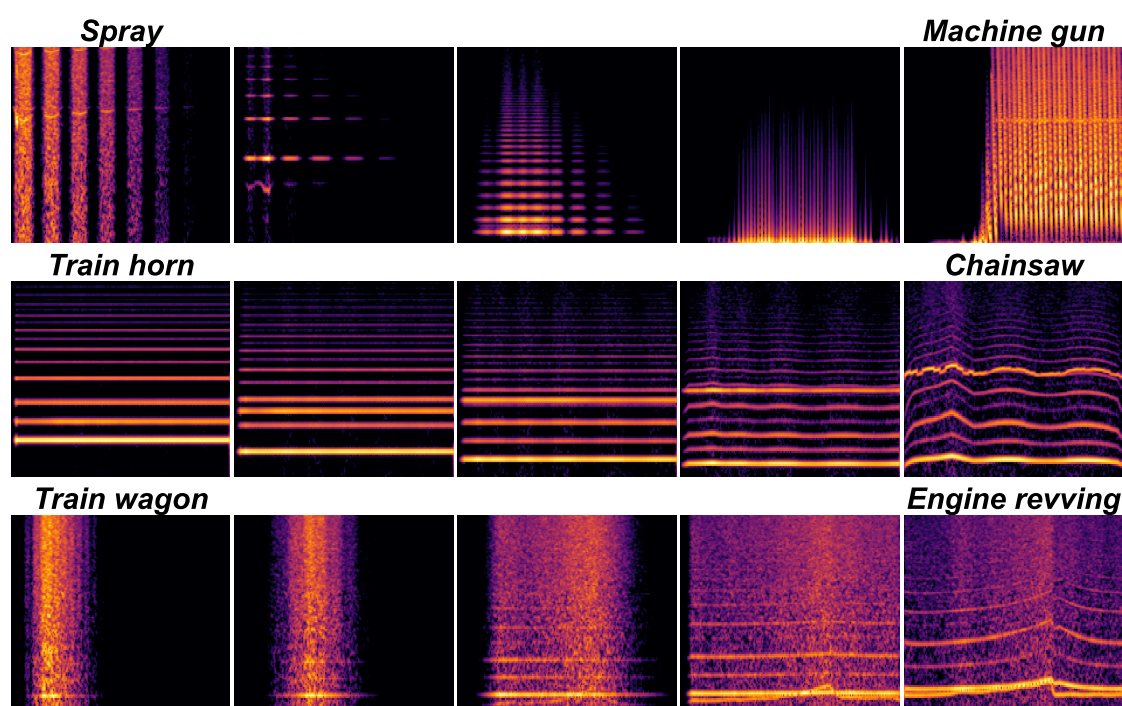 Spray
Machine gun
Train horn
Chainsaw
Train wagon
Engine revving